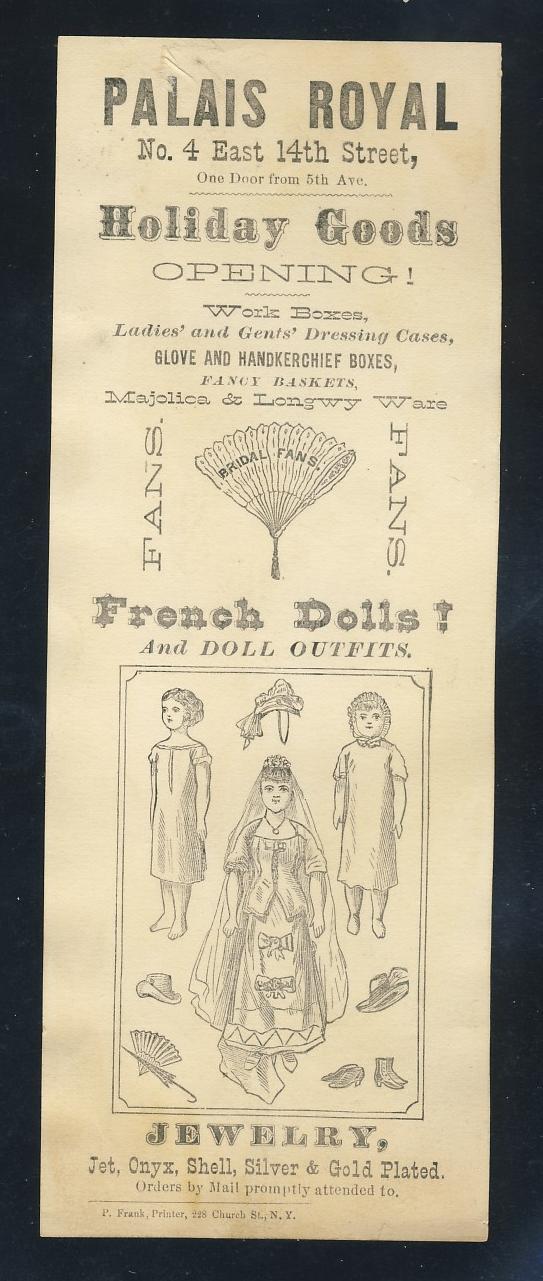 PALAIS ROYAL
No. 4 East 14th Street,
One Door from 5th Ave.
Holiday Goods
OPENING!
Work Boxes,
Ladies' and Gents' Dressing Cases,
GLOVE AND HANDKERCHIEF BOXES,
FANCY BASKETS,
Majolica & Longwy Ware
FANS.
BRIDAL FANS.
FANS.
French Dolls!
And DOLL OUTFITS.
JEWELRY,
Jet, Onyx, Shell, Silver & Gold Plated.
Orders by Mail promptly attended to.
P. Frank, Printer, 228 Church St., N. Y.